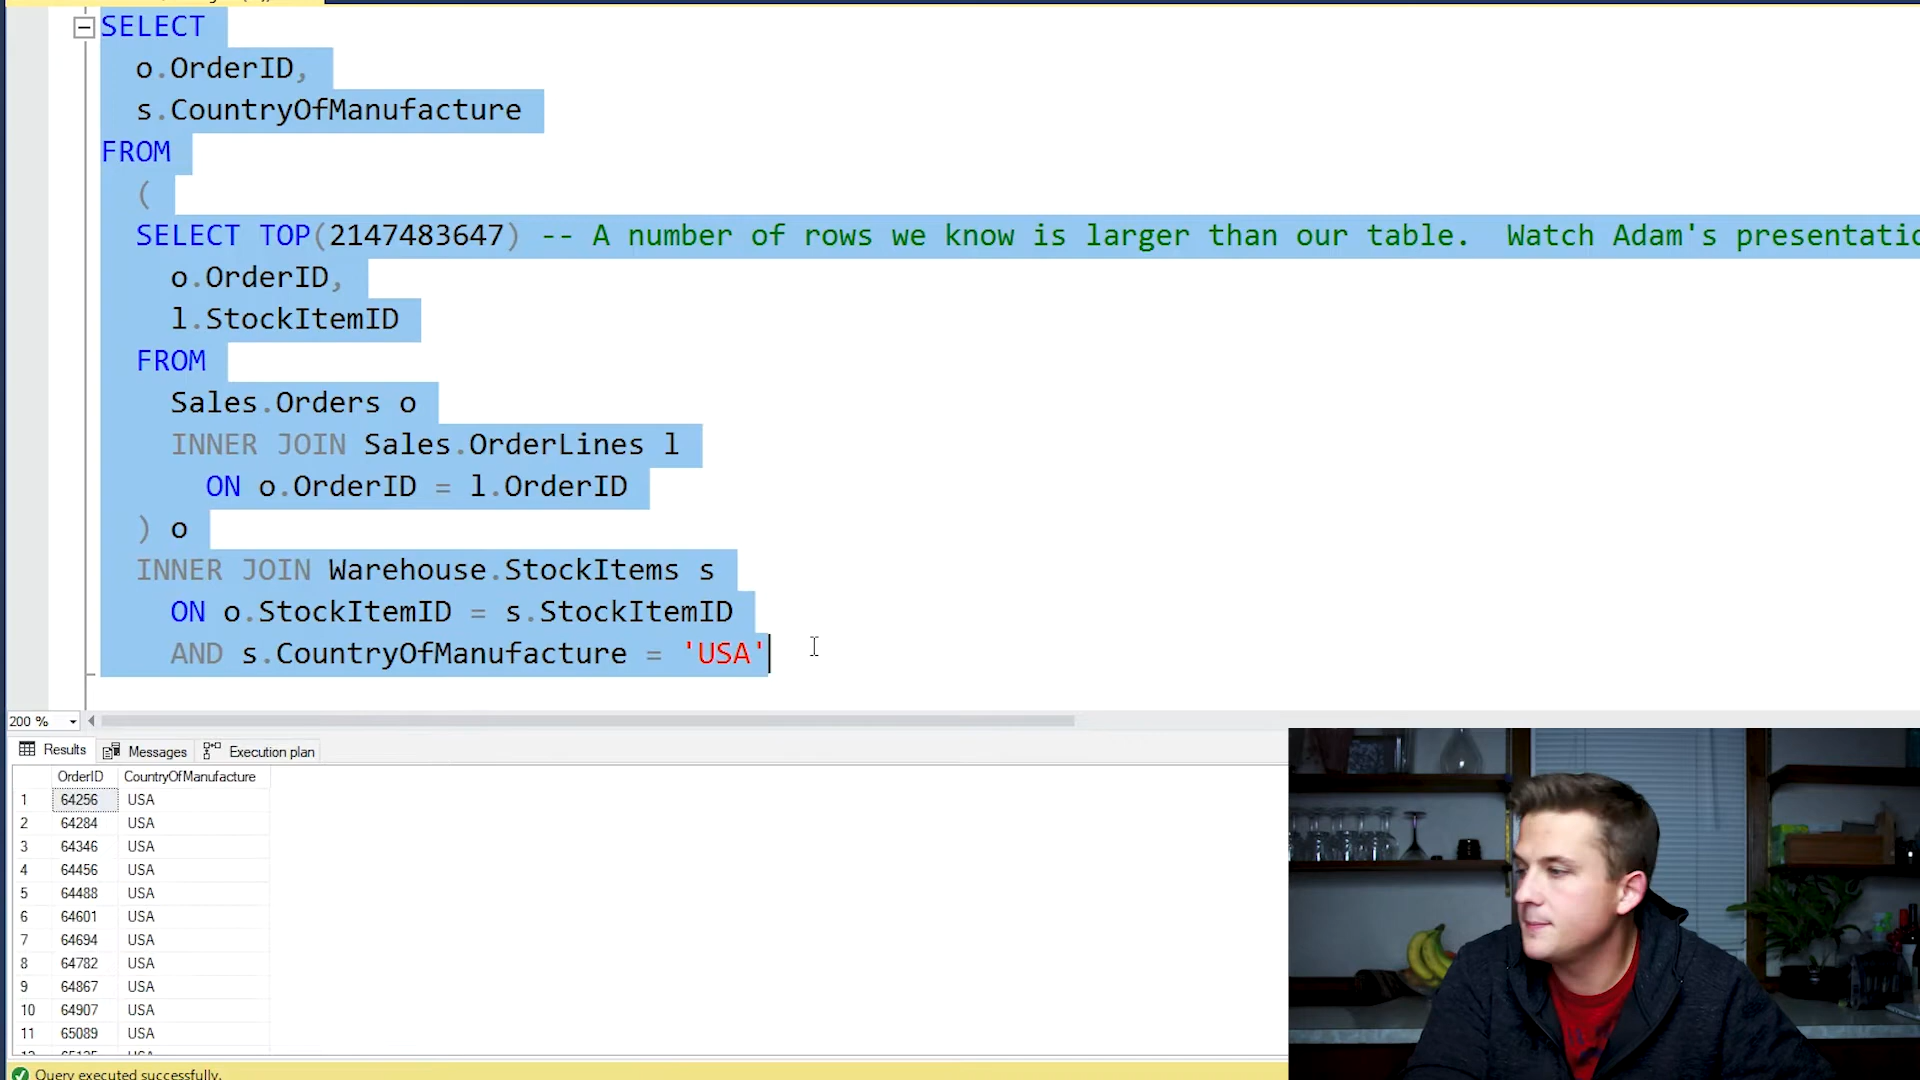 SELECT
o.OrderID,
s.CountryOfManufacture
FROM
(
SELECT TOP(2147483647) -- A number of rows we know is larger than our table. Watch Adam's
o.OrderID,
l.StockItemID
FROM
Sales.Orders o
INNER JOIN Sales.OrderLines l
ON o.OrderID = l.OrderID
) o
INNER JOIN Warehouse.StockItems s
ON o.StockItemID = s.StockItemID
AND s.CountryOfManufacture = 'USA'
200 %
Results Messages Execution plan
OrderID CountryOfManufacture
1 64256 USA
2 64284 USA
3 64346 USA
4 64456 USA
5 64488 USA
6 64601 USA
7 64694 USA
8 64782 USA
9 64867 USA
10 64907 USA
11 65089 USA
Query executed successfully.